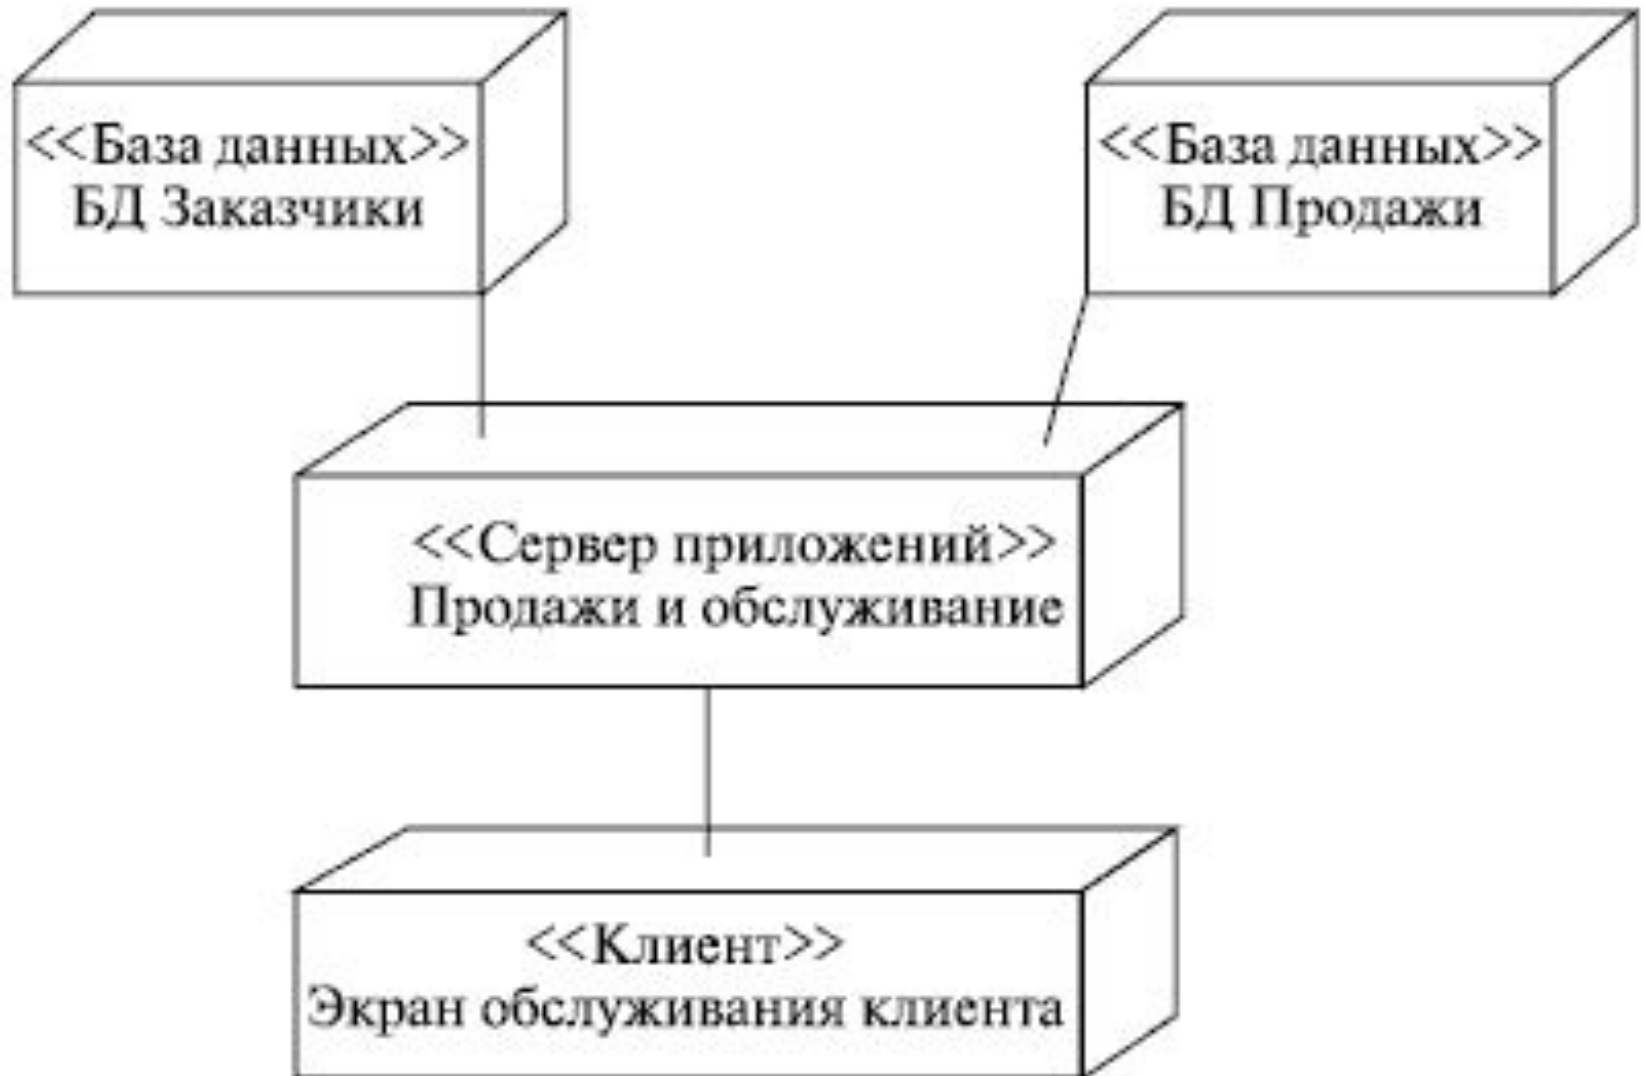 <<База данных>>
БД Заказчики
<<База данных>>
БД Продажи
<<Сервер приложений>>
Продажи и обслуживание
<<Клиент>>
Экран обслуживания клиента